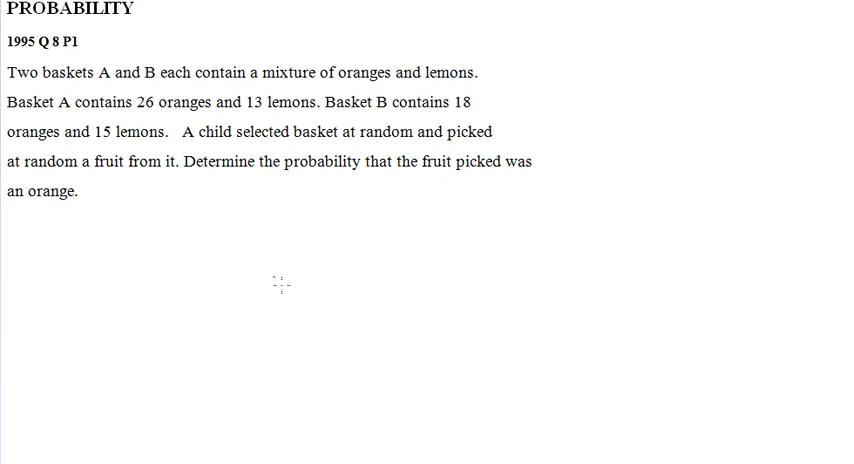 PROBABILITY
1995 Q 8 P1
Two baskets A and B each contain a mixture of oranges and lemons.
Basket A contains 26 oranges and 13 lemons. Basket B contains 18
oranges and 15 lemons. A child selected basket at random and picked
at random a fruit from it. Determine the probability that the fruit picked was
an orange.